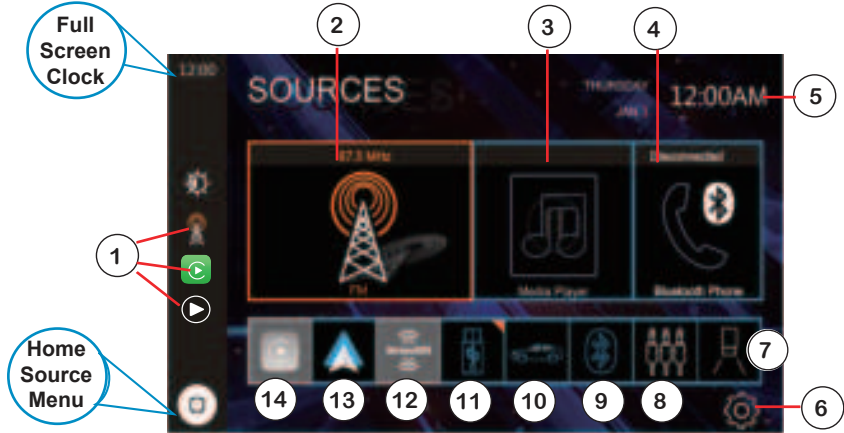 Full
Screen
Clock
2
3
4
12:00
SOURCES
THURSDAY
JAN 1
12:00AM
5
87.5 MHz
Disconnected
1
FM
Media Player
Bluetooth Phone
Home
Source
Menu
7
14
13
12
11
10
9
8
6